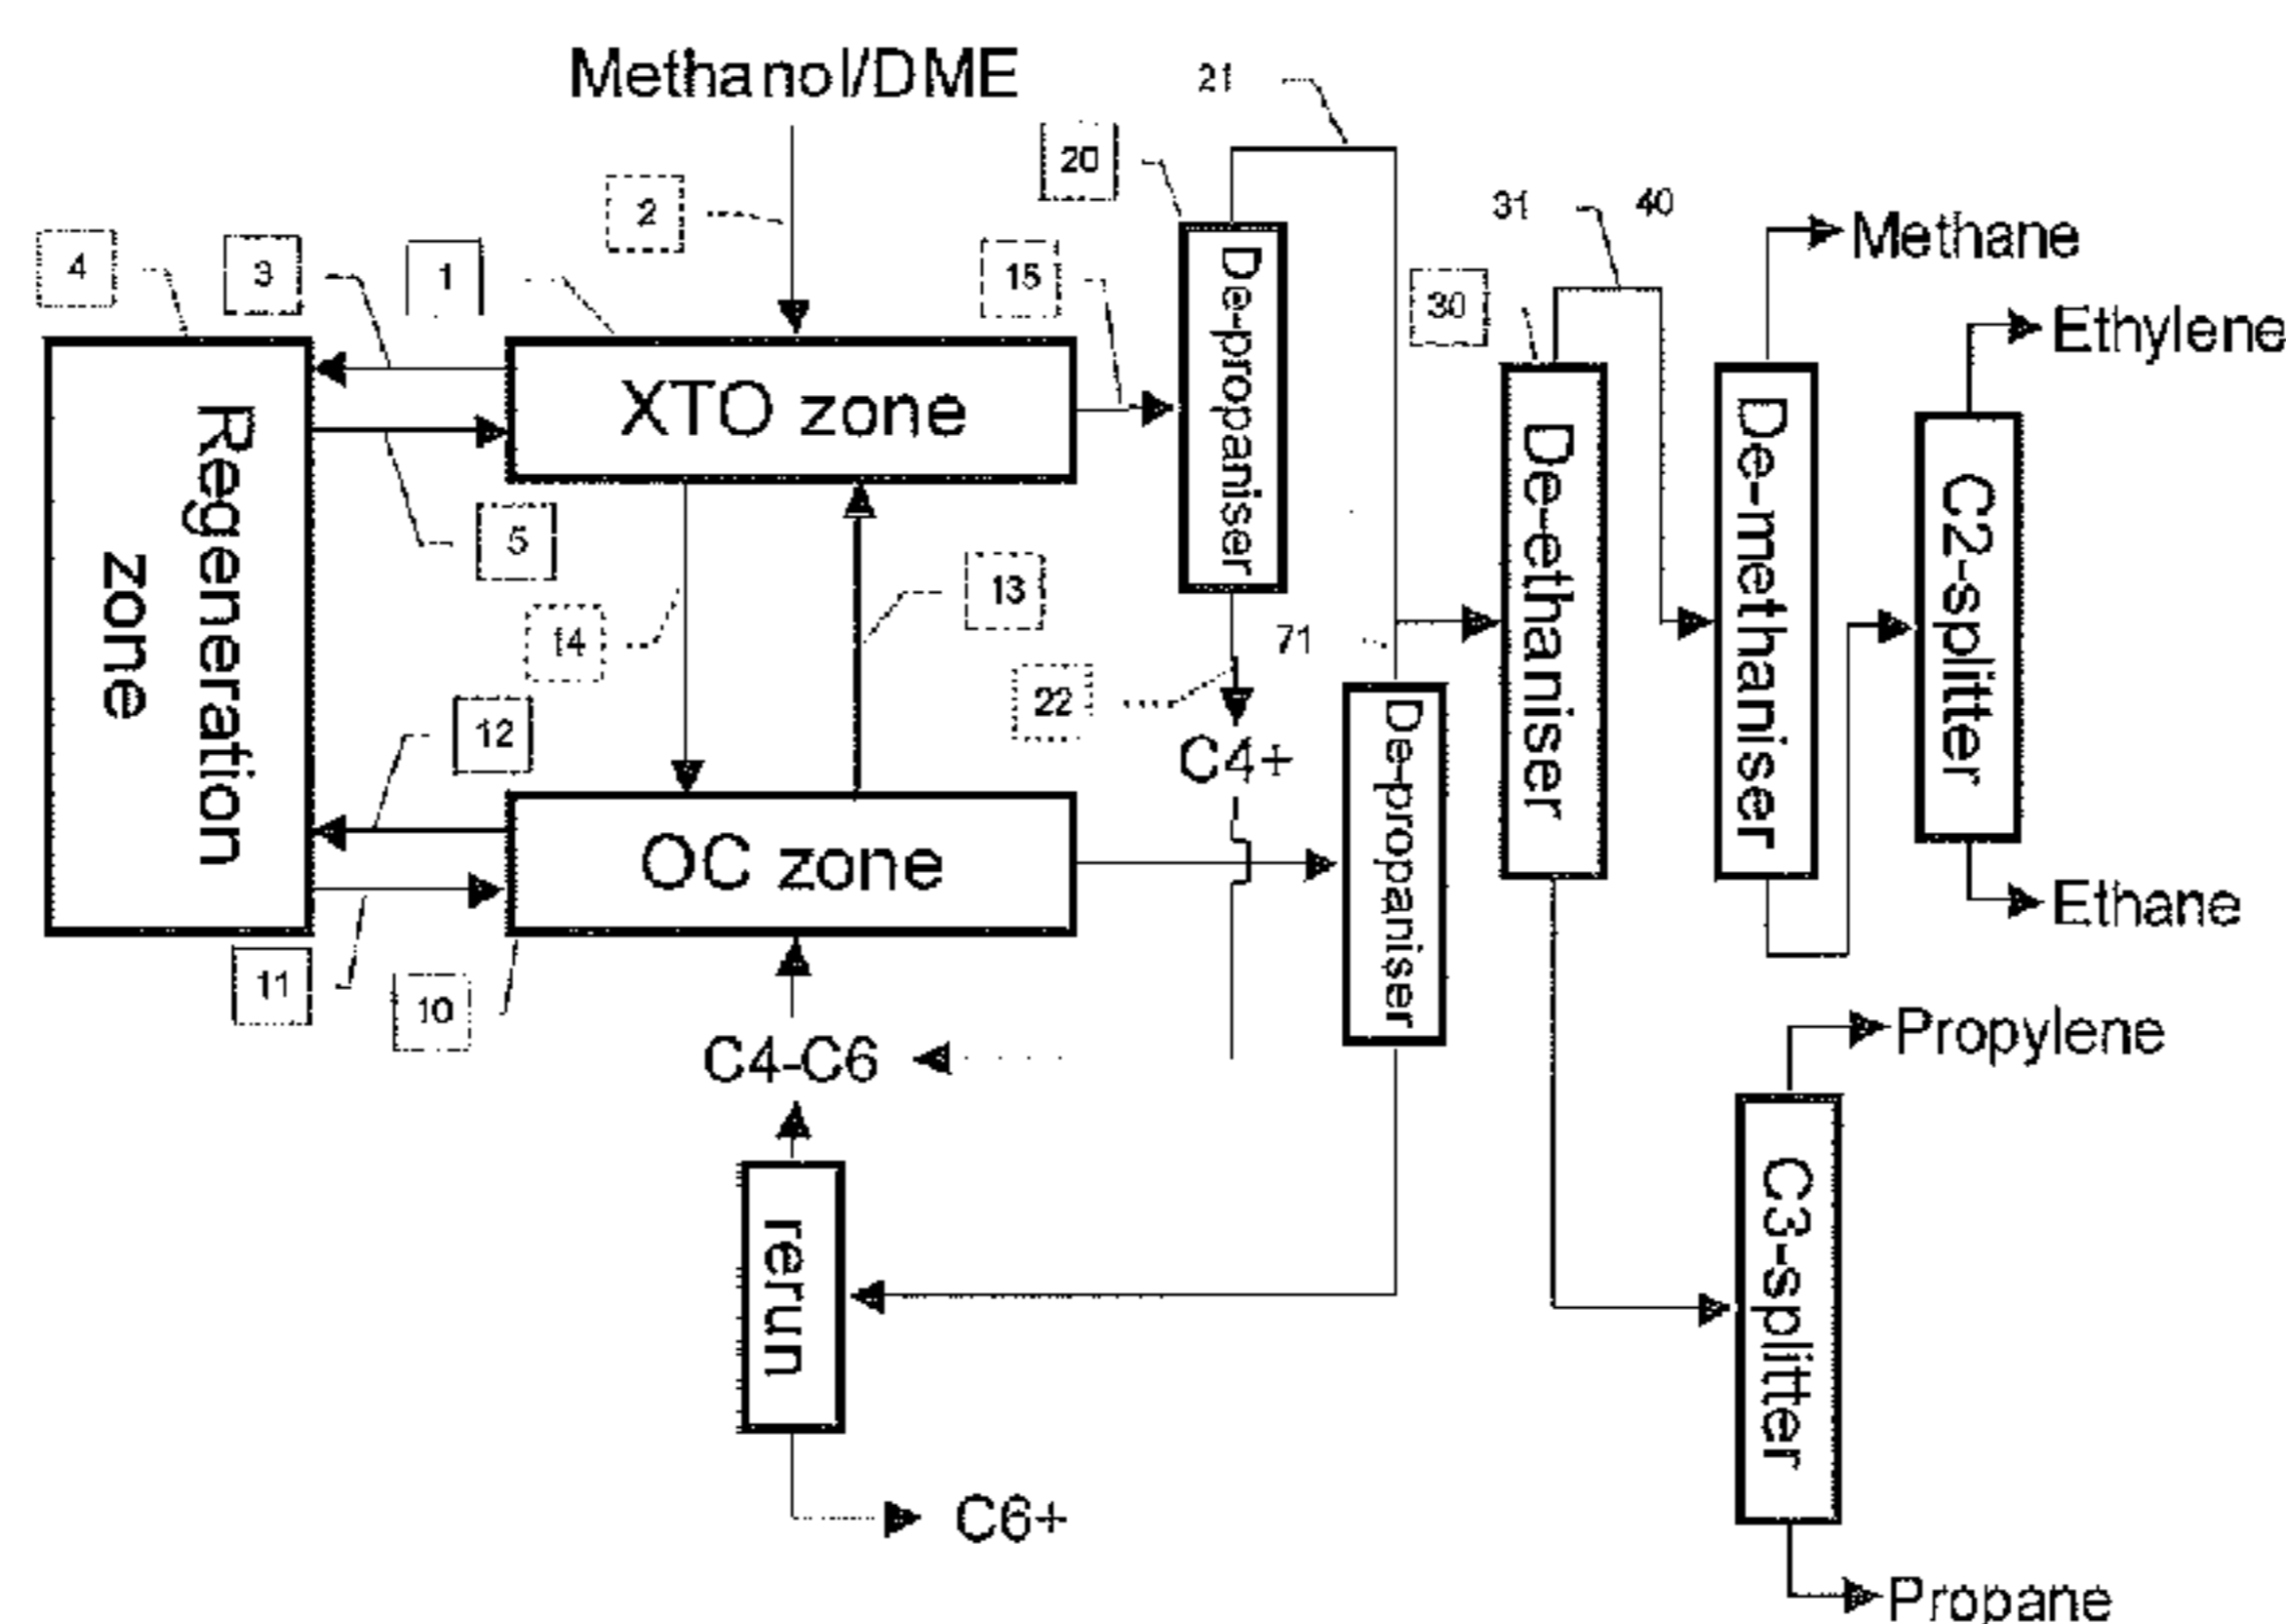 Methanol/DME
21
20
2
31
40
Methane
4
3
1
15
30
Ethylene
De-propaniser
XTO zone
Regeneration
zone
De-ethaniser
De-methaniser
C2-splitter
5
13
14
71
22
12
C4+
De-propaniser
OC zone
Ethane
11
10
Propylene
C4-C6
rerun
C3-splitter
C6+
Propane